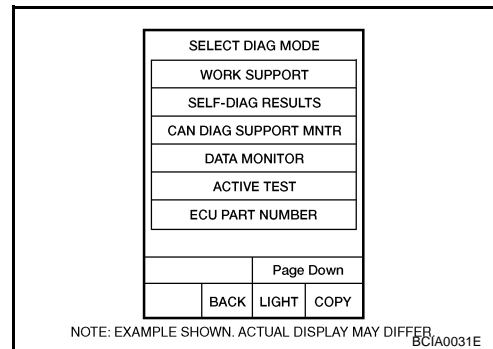 SELECT DIAG MODE
WORK SUPPORT
SELF-DIAG RESULTS
CAN DIAG SUPPORT MNTR
DATA MONITOR
ACTIVE TEST
ECU PART NUMBER
Page Down
BACK LIGHT COPY
NOTE: EXAMPLE SHOWN. ACTUAL DISPLAY MAY DIFFER.
BCIA0031E